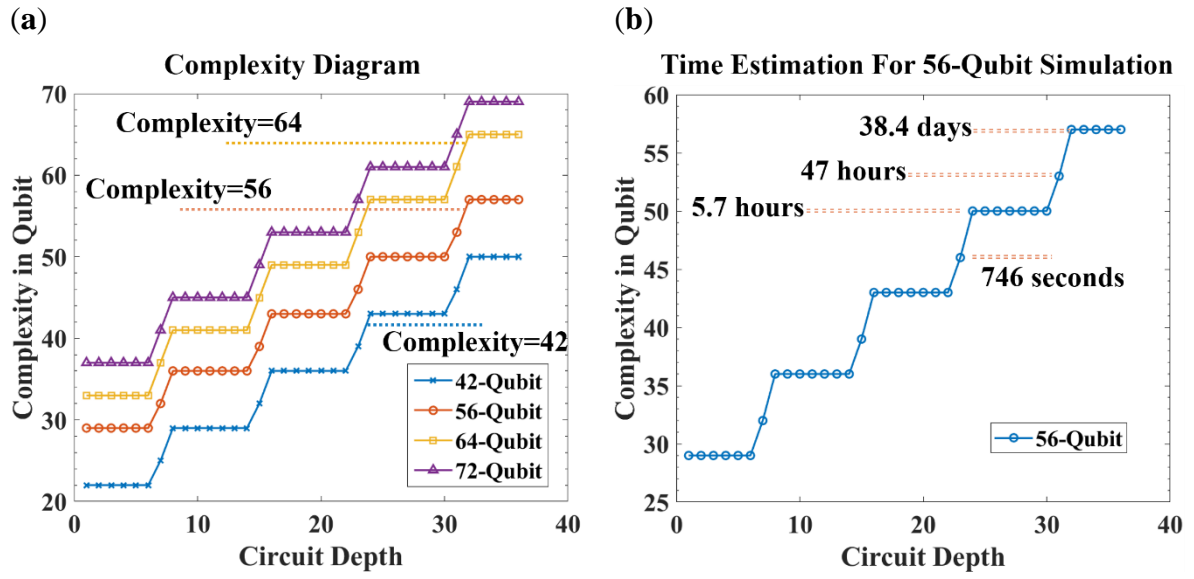 (a)
Complexity Diagram
Complexity in Qubit
70
60
50
40
30
20
Complexity=64
Complexity=56
Complexity=42
42-Qubit
56-Qubit
64-Qubit
72-Qubit
0 10 20 30 40
Circuit Depth
(b)
Time Estimation For 56-Qubit Simulation
Complexity in Qubit
60
55
50
45
40
35
30
25
38.4 days
47 hours
5.7 hours
746 seconds
56-Qubit
0 10 20 30 40
Circuit Depth